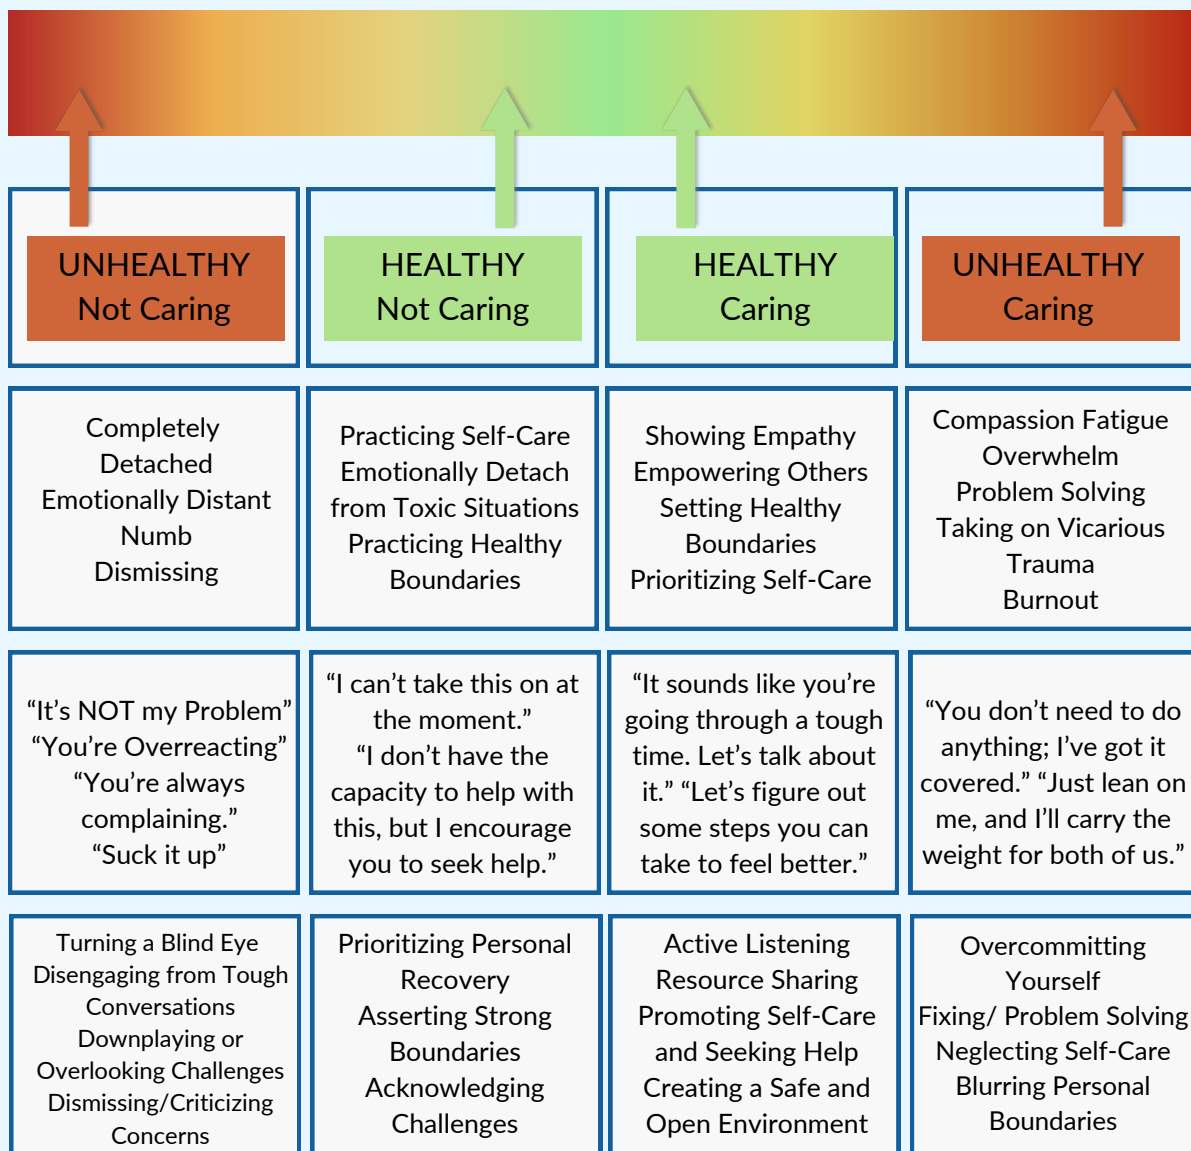 UNHEALTHY
Not Caring
HEALTHY
Not Caring
HEALTHY
Caring
UNHEALTHY
Caring
Completely
Detached
Emotionally Distant
Numb
Dismissing
Practicing Self-Care
Emotionally Detach
from Toxic Situations
Practicing Healthy
Boundaries
Showing Empathy
Empowering Others
Setting Healthy
Boundaries
Prioritizing Self-Care
Compassion Fatigue
Overwhelm
Problem Solving
Taking on Vicarious
Trauma
Burnout
“It’s NOT my Problem”
“You’re Overreacting”
“You’re always
complaining.”
“Suck it up”
“I can’t take this on at
the moment.”
“I don’t have the
capacity to help with
this, but I encourage
you to seek help.”
“It sounds like you’re
going through a tough
time. Let’s talk about
it.” “Let’s figure out
some steps you can
take to feel better.”
“You don’t need to do
anything; I’ve got it
covered.” “Just lean on
me, and I’ll carry the
weight for both of us.”
Turning a Blind Eye
Disengaging from Tough
Conversations
Downplaying or
Overlooking Challenges
Dismissing/Criticizing
Concerns
Prioritizing Personal
Recovery
Asserting Strong
Boundaries
Acknowledging
Challenges
Active Listening
Resource Sharing
Promoting Self-Care
and Seeking Help
Creating a Safe and
Open Environment
Overcommitting
Yourself
Fixing/ Problem Solving
Neglecting Self-Care
Blurring Personal
Boundaries